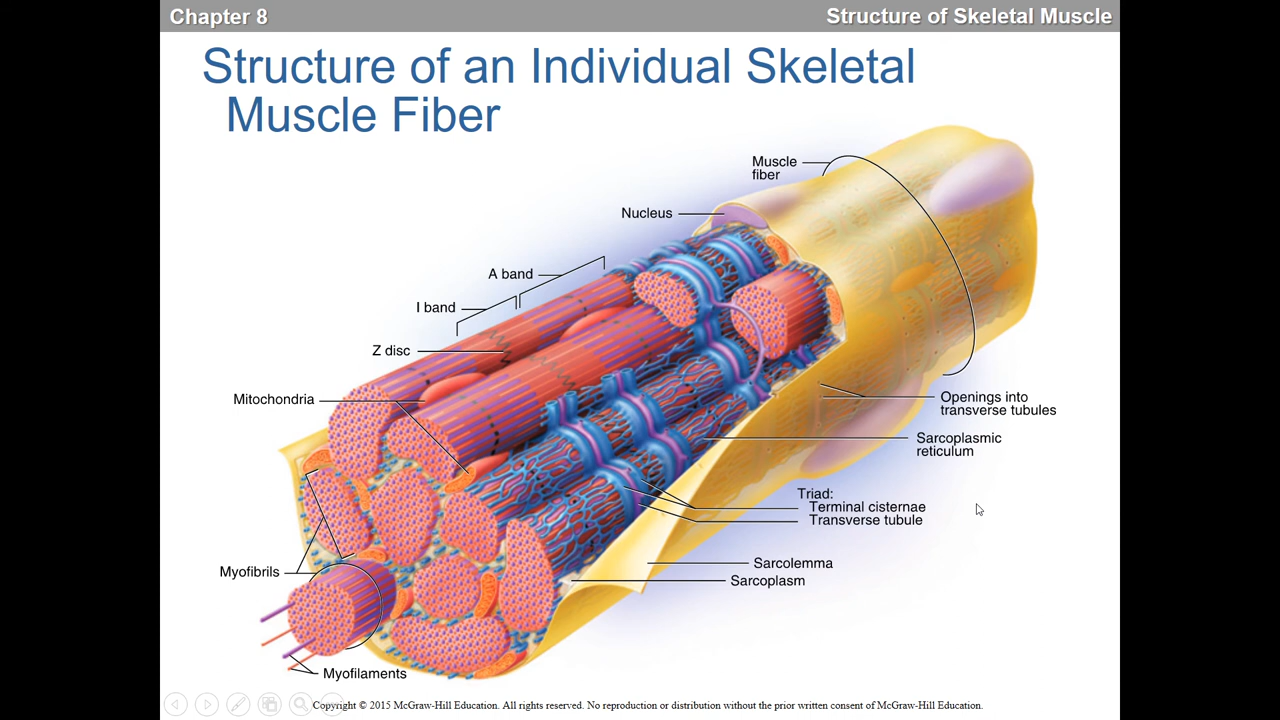 Chapter 8
Structure of Skeletal Muscle
Structure of an Individual Skeletal
Muscle Fiber
Muscle
fiber
Nucleus
A band
I band
Z disc
Mitochondria
Openings into
transverse tubules
Sarcoplasmic
reticulum
Triad:
Terminal cisternae
Transverse tubule
Sarcolemma
Sarcoplasm
Myofibrils
Myofilaments
Copyright © 2015 McGraw-Hill Education. All rights reserved. No reproduction or distribution without the prior written consent of McGraw-Hill Education.